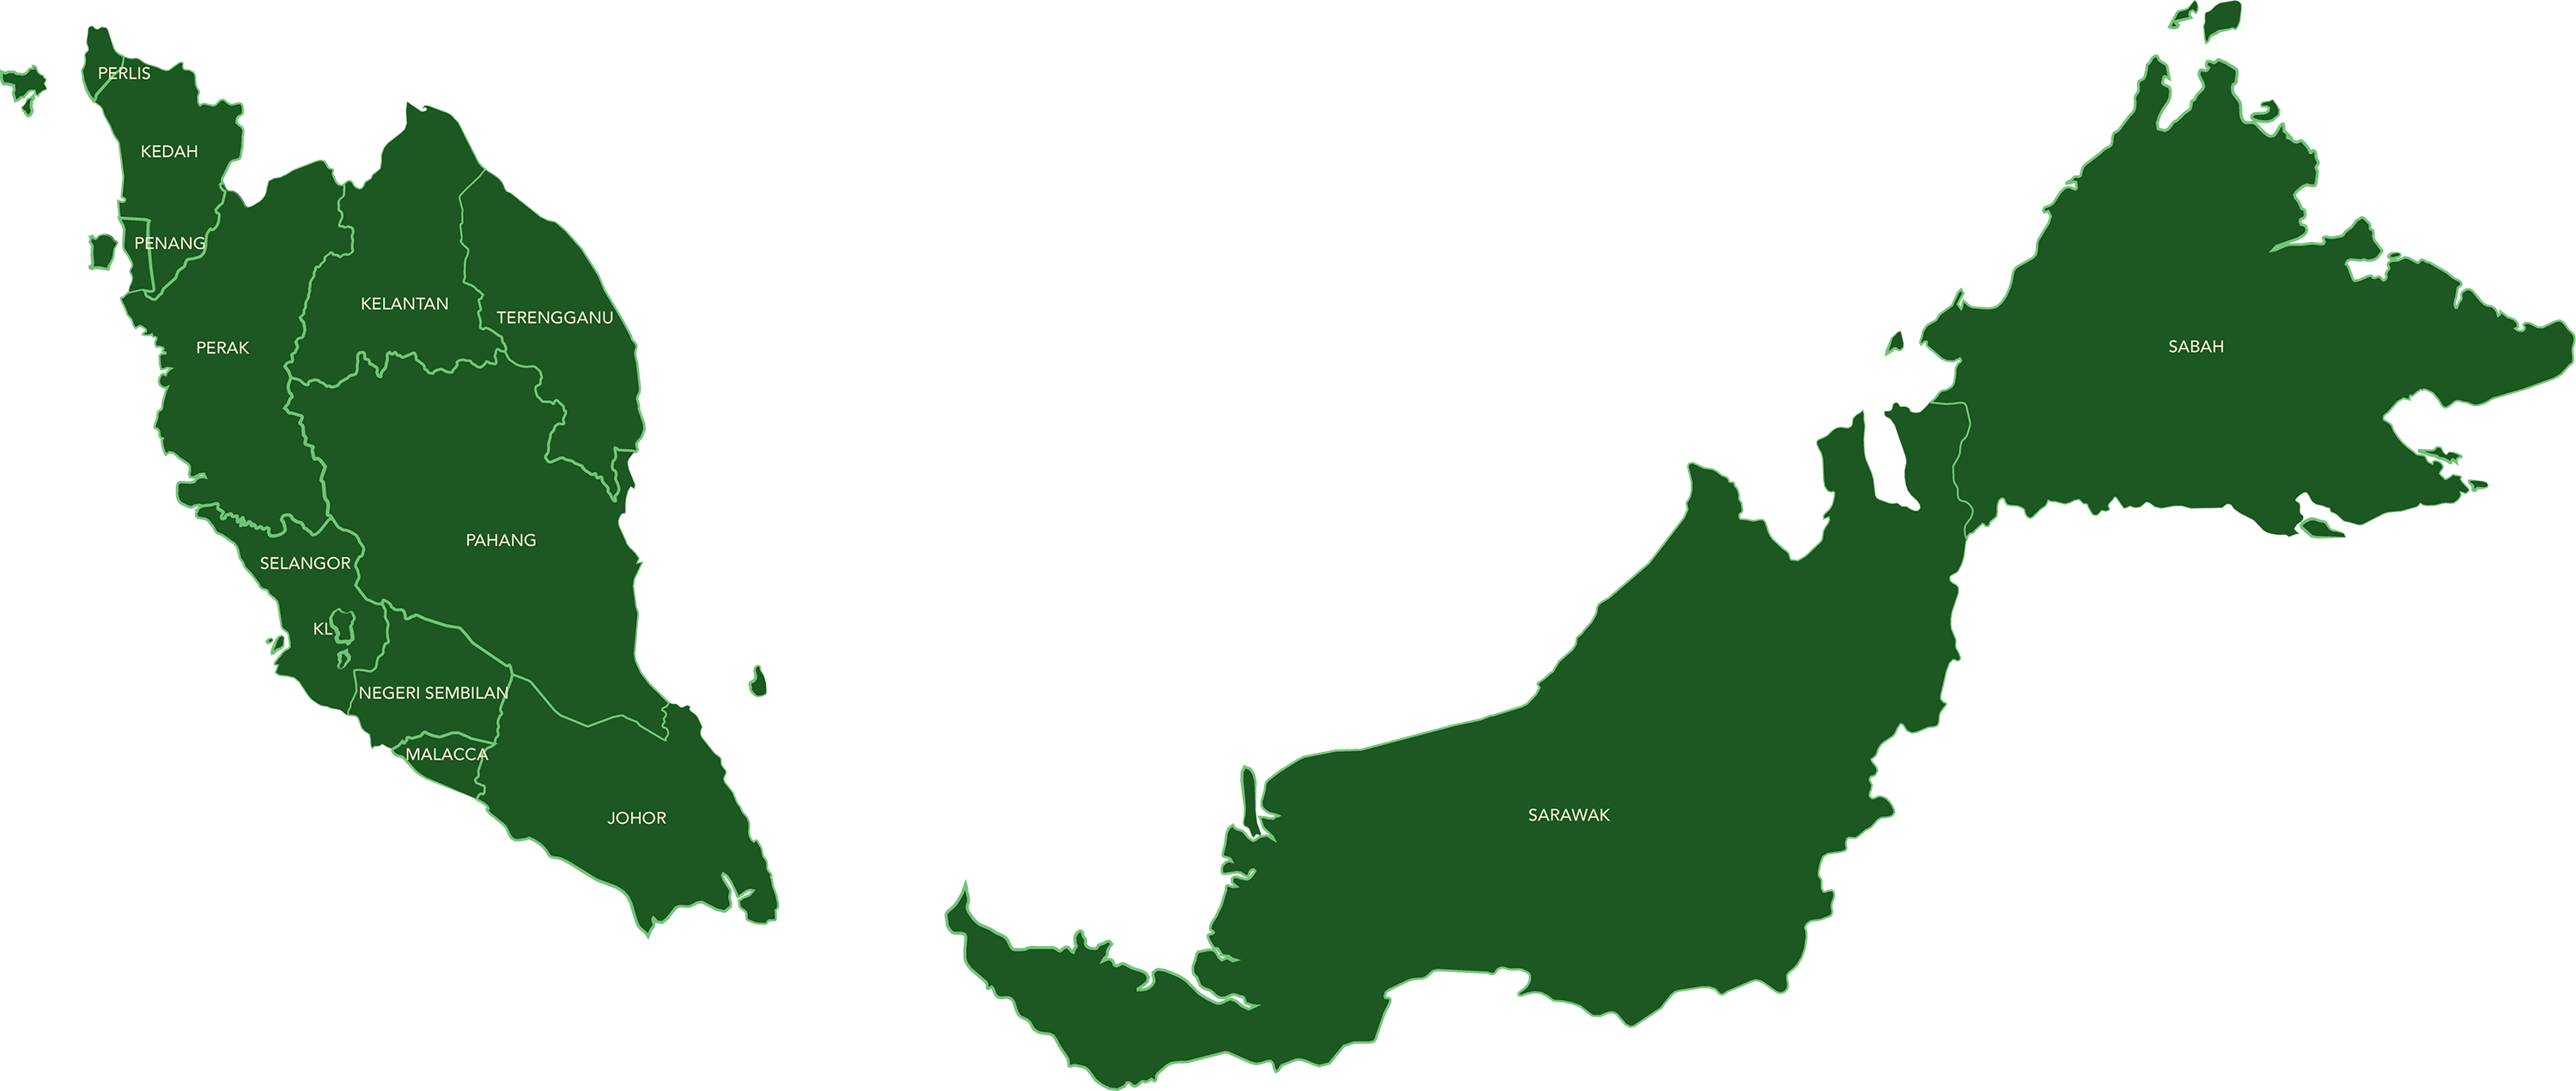 PERLIS
KEDAH
PENANG
KELANTAN
TERENGGANU
PERAK
SABAH
PAHANG
SELANGOR
KL
NEGERI SEMBILAN
MALACCA
SARAWAK
JOHOR